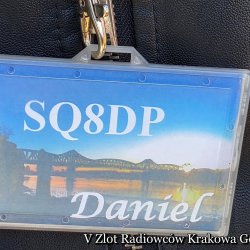 SQ8DP
Daniel
V Zlot Radiowców Krakowa